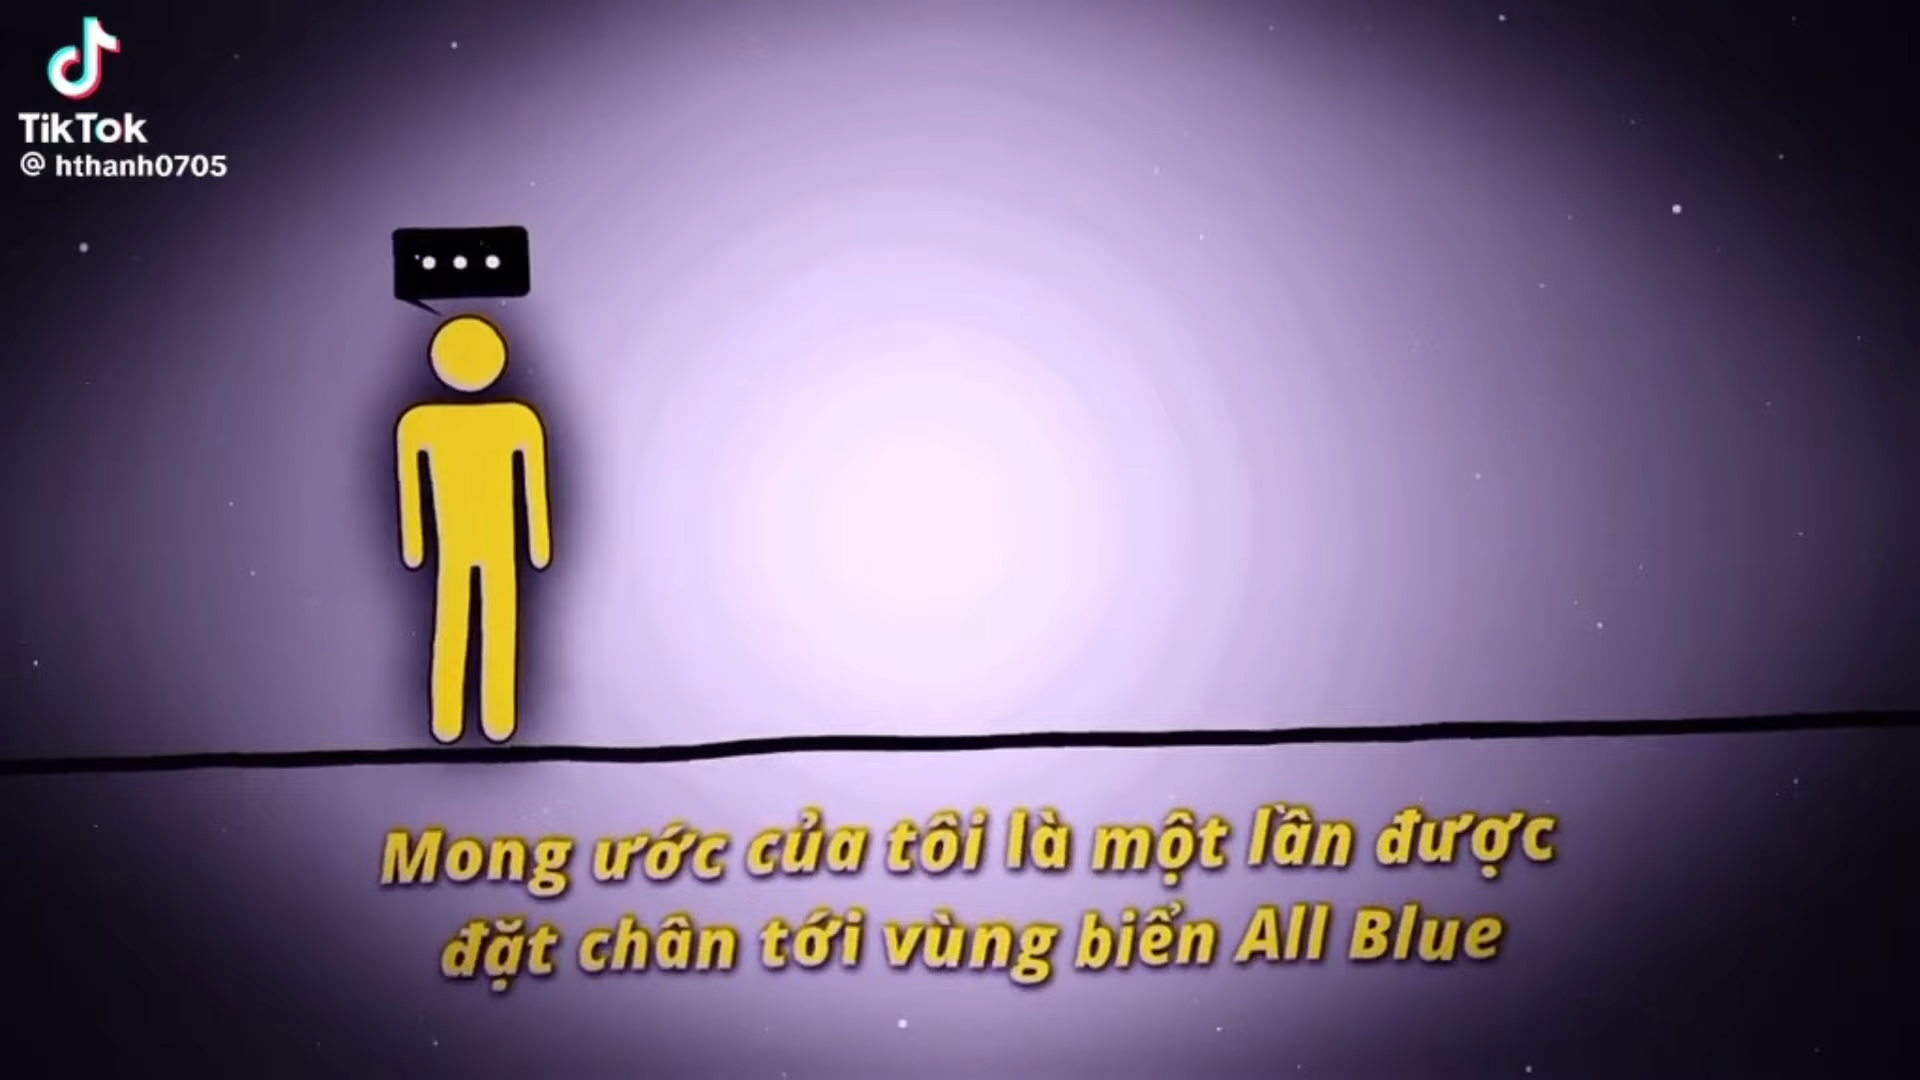 TikTok
@ hthanh0705
Mong ước của tôi là một lần được
đặt chân tới vùng biển All Blue